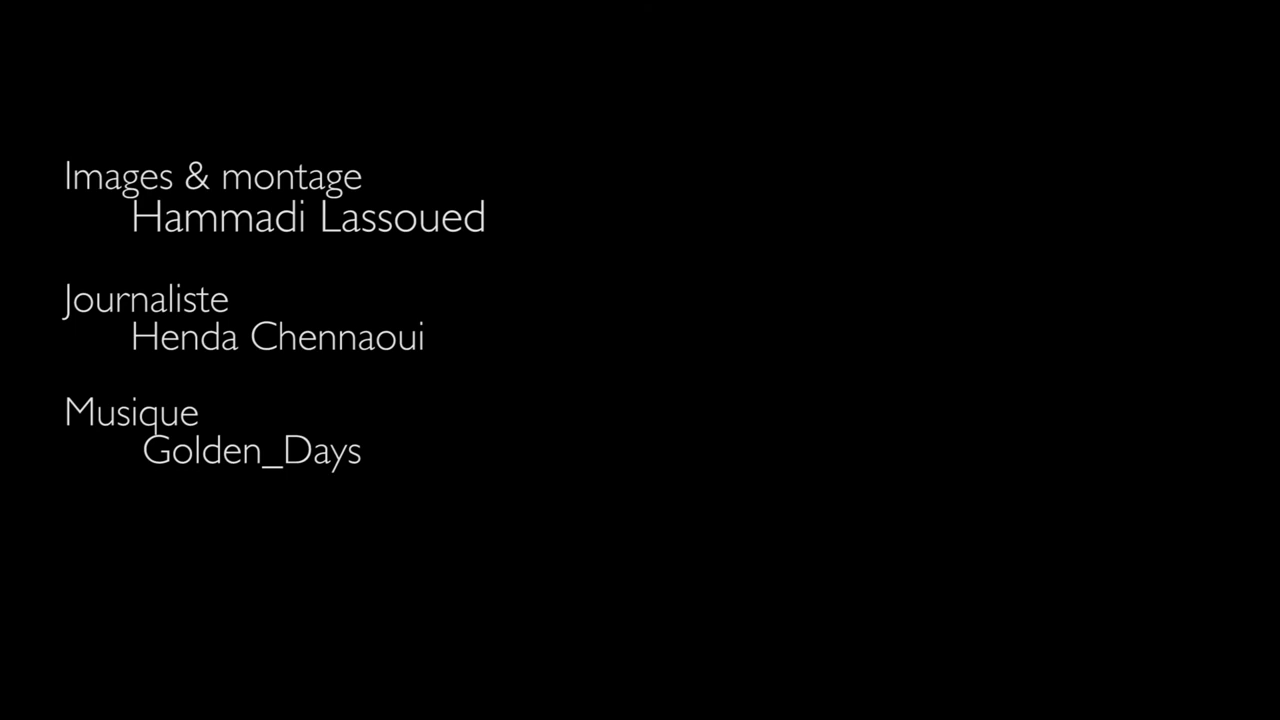 Images & montage
Hammadi Lassoued
Journaliste
Henda Chennaoui
Musique
Golden_Days